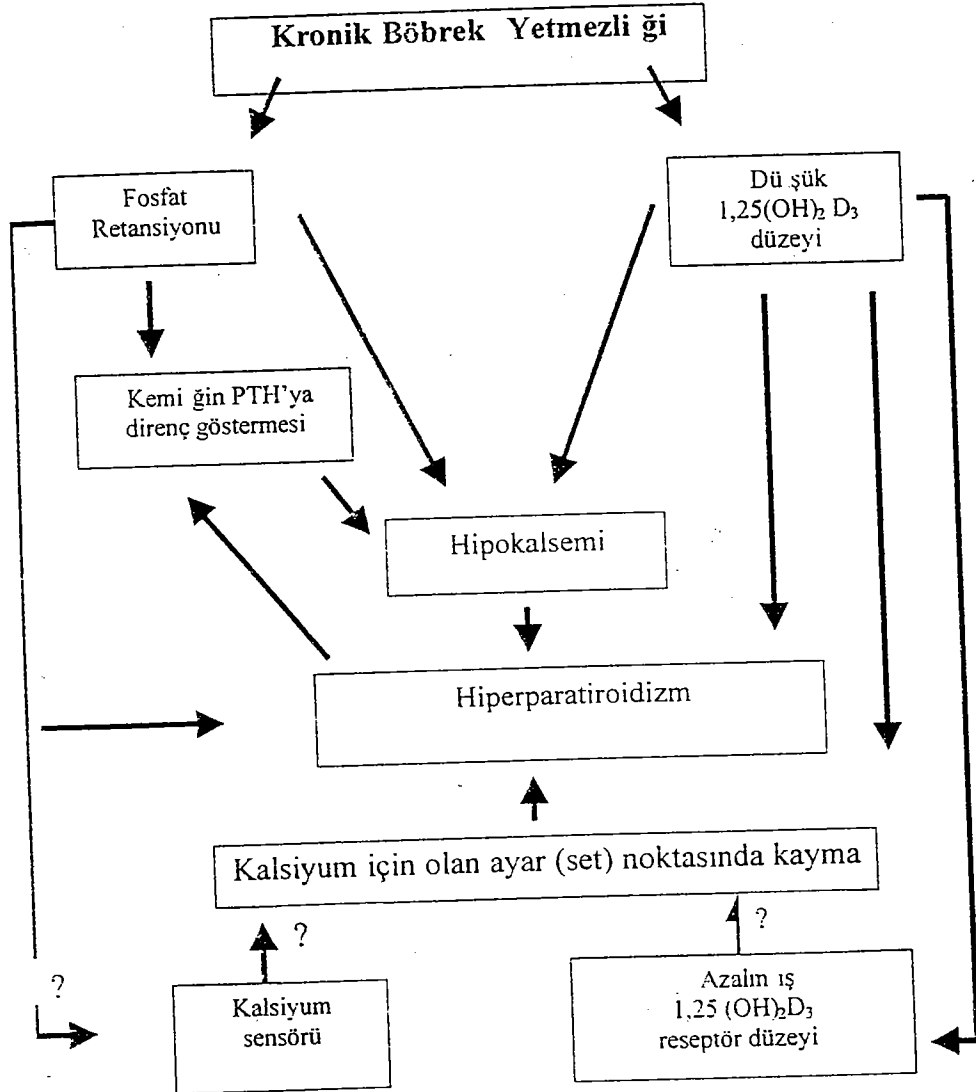 Kronik Böbrek Yetmezli ği
Fosfat
Retansiyonu
Dü şük
1,25(OH)₂ D₃
düzeyi
Kemi ğin PTH'ya
direnç göstermesi
Hipokalsemi
Hiperparatiroidizm
Kalsiyum için olan ayar (set) noktasında kayma
?
?
?
Kalsiyum
sensörü
Azalm ış
1,25 (OH)₂D₃
reseptör düzeyi